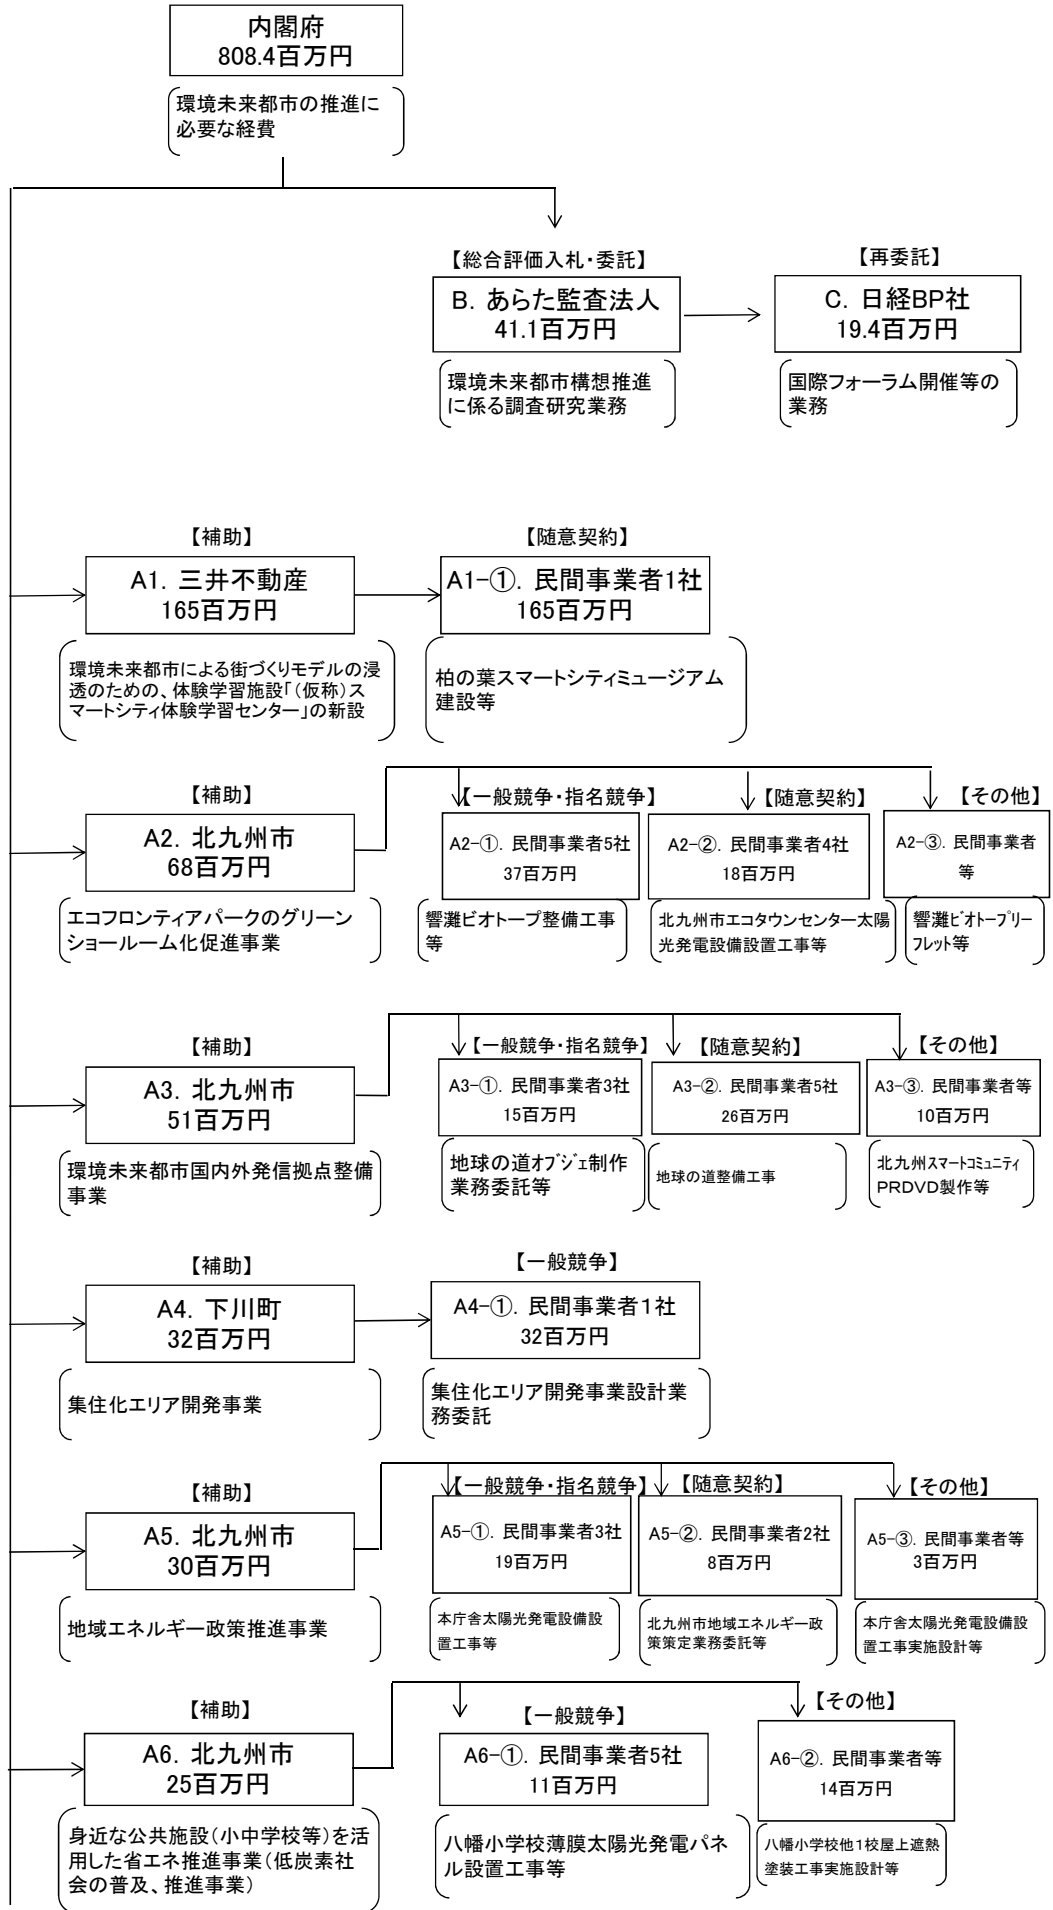 内閣府
808.4百万円
環境未来都市の推進に
必要な経費
【総合評価入札・委託】
B．あらた監査法人
41.1百万円
環境未来都市構想推進
に係る調査研究業務
【再委託】
C．日経BP社
19.4百万円
国際フォーラム開催等の
業務
【補助】
A1．三井不動産
165百万円
環境未来都市による街づくりモデルの浸
透のための、体験学習施設「（仮称）ス
マートシティ体験学習センター」の新設
【随意契約】
A1-①．民間事業者1社
165百万円
柏の葉スマートシティミュージアム
建設等
【補助】
A2．北九州市
68百万円
エコフロンティアパークのグリーン
ショールーム化促進事業
【一般競争・指名競争】
A2-①．民間事業者5社
37百万円
響灘ビオトープ整備工事
等
【随意契約】
A2-②．民間事業者4社
18百万円
北九州市エコタウンセンター太陽
光発電設備設置工事等
【その他】
A2-③．民間事業者
等
響灘ﾋﾞｵﾄｰﾌﾟﾘｰ
ﾌﾚｯﾄ等
【補助】
A3．北九州市
51百万円
環境未来都市国内外発信拠点整備
事業
【一般競争・指名競争】
A3-①．民間事業者3社
15百万円
地球の道ｵﾌﾞｼﾞｪ制作
業務委託等
【随意契約】
A3-②．民間事業者5社
26百万円
地球の道整備工事
【その他】
A3-③．民間事業者等
10百万円
北九州ｽﾏｰﾄｺﾐｭﾆﾃｨ
ＰＲＤＶＤ製作等
【補助】
A4．下川町
32百万円
集住化エリア開発事業
【一般競争】
A4-①．民間事業者１社
32百万円
集住化エリア開発事業設計業
務委託
【補助】
A5．北九州市
30百万円
地域エネルギー政策推進事業
【一般競争・指名競争】
A5-①．民間事業者3社
19百万円
本庁舎太陽光発電設備設
置工事等
【随意契約】
A5-②．民間事業者2社
8百万円
北九州市地域エネルギー政
策策定業務委託等
【その他】
A5-③．民間事業者等
3百万円
本庁舎太陽光発電設備設
置工事実施設計等
【補助】
A6．北九州市
25百万円
身近な公共施設（小中学校等）を活
用した省エネ推進事業（低炭素社
会の普及、推進事業）
【一般競争】
A6-①．民間事業者5社
11百万円
八幡小学校薄膜太陽光発電パネ
ル設置工事等
【その他】
A6-②．民間事業者等
14百万円
八幡小学校他１校屋上遮熱
塗装工事実施設計等